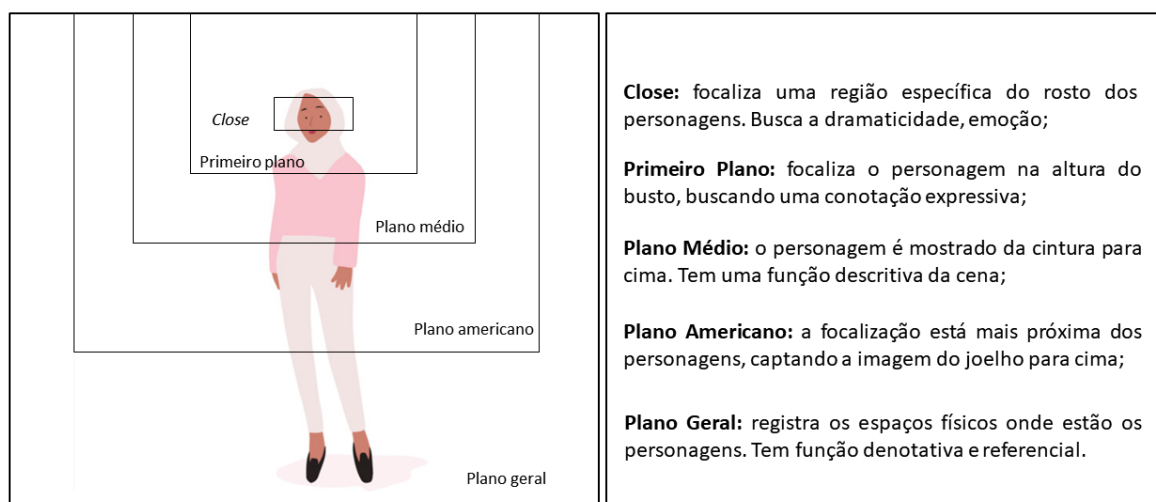 Close
Primeiro plano
Plano médio
Plano americano
Plano geral
Close: focaliza uma região específica do rosto dos
personagens. Busca a dramaticidade, emoção;
Primeiro Plano: focaliza o personagem na altura do
busto, buscando uma conotação expressiva;
Plano Médio: o personagem é mostrado da cintura para
cima. Tem uma função descritiva da cena;
Plano Americano: a focalização está mais próxima dos
personagens, captando a imagem do joelho para cima;
Plano Geral: registra os espaços físicos onde estão os
personagens. Tem função denotativa e referencial.